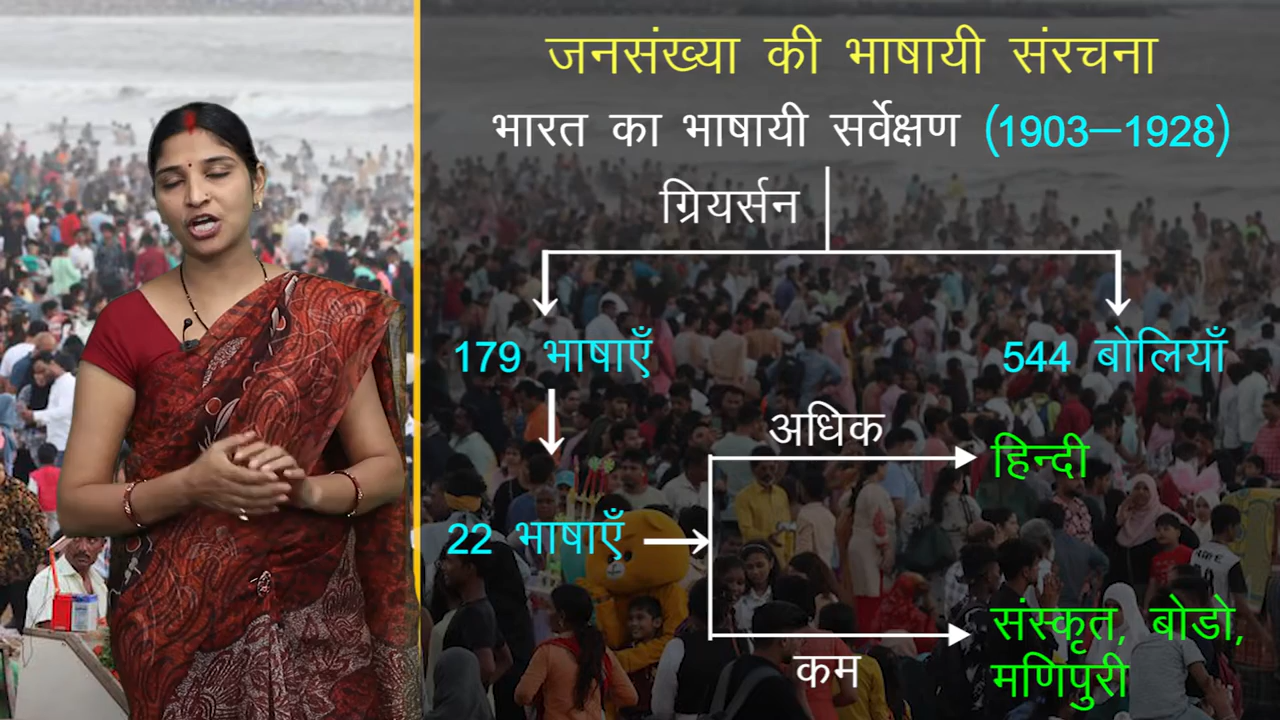 जनसंख्या की भाषायी संरचना
भारत का भाषायी सर्वेक्षण (1903–1928)
ग्रियर्सन
179 भाषाएँ
544 बोलियाँ
अधिक
हिन्दी
22 भाषाएँ
संस्कृत, बोडो,
मणिपुरी
कम